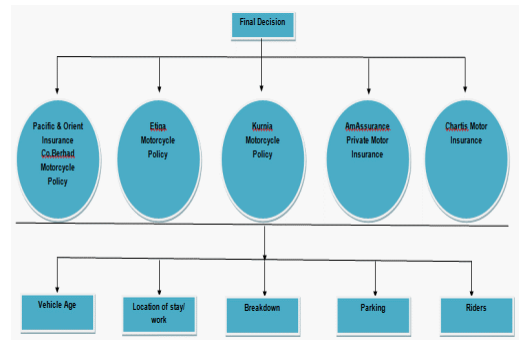 Final Decision
Pacific & Orient
Insurance
Co.Berhad
Motorcycle
Policy
Etiqa
Motorcycle
Policy
Kurnia
Motorcycle
Policy
AmAssurance
Private Motor
Insurance
Chartis Motor
Insurance
Vehicle Age
Location of stay/
work
Breakdown
Parking
Riders